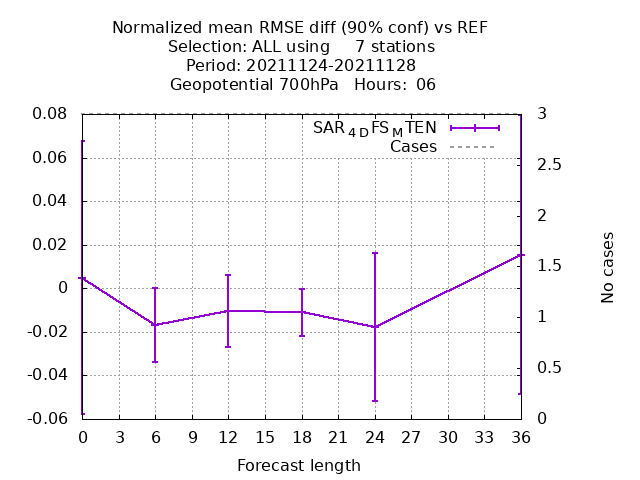 Normalized mean RMSE diff (90% conf) vs REF
Selection: ALL using     7 stations
Period: 20211124-20211128
Geopotential 700hPa   Hours:  06
SAR4DFSMTEN
Cases
0.08
0.06
0.04
0.02
0
-0.02
-0.04
-0.06
3
2.5
2
1.5
1
0.5
0
No cases
0 3 6 9 12 15 18 21 24 27 30 33 36
Forecast length